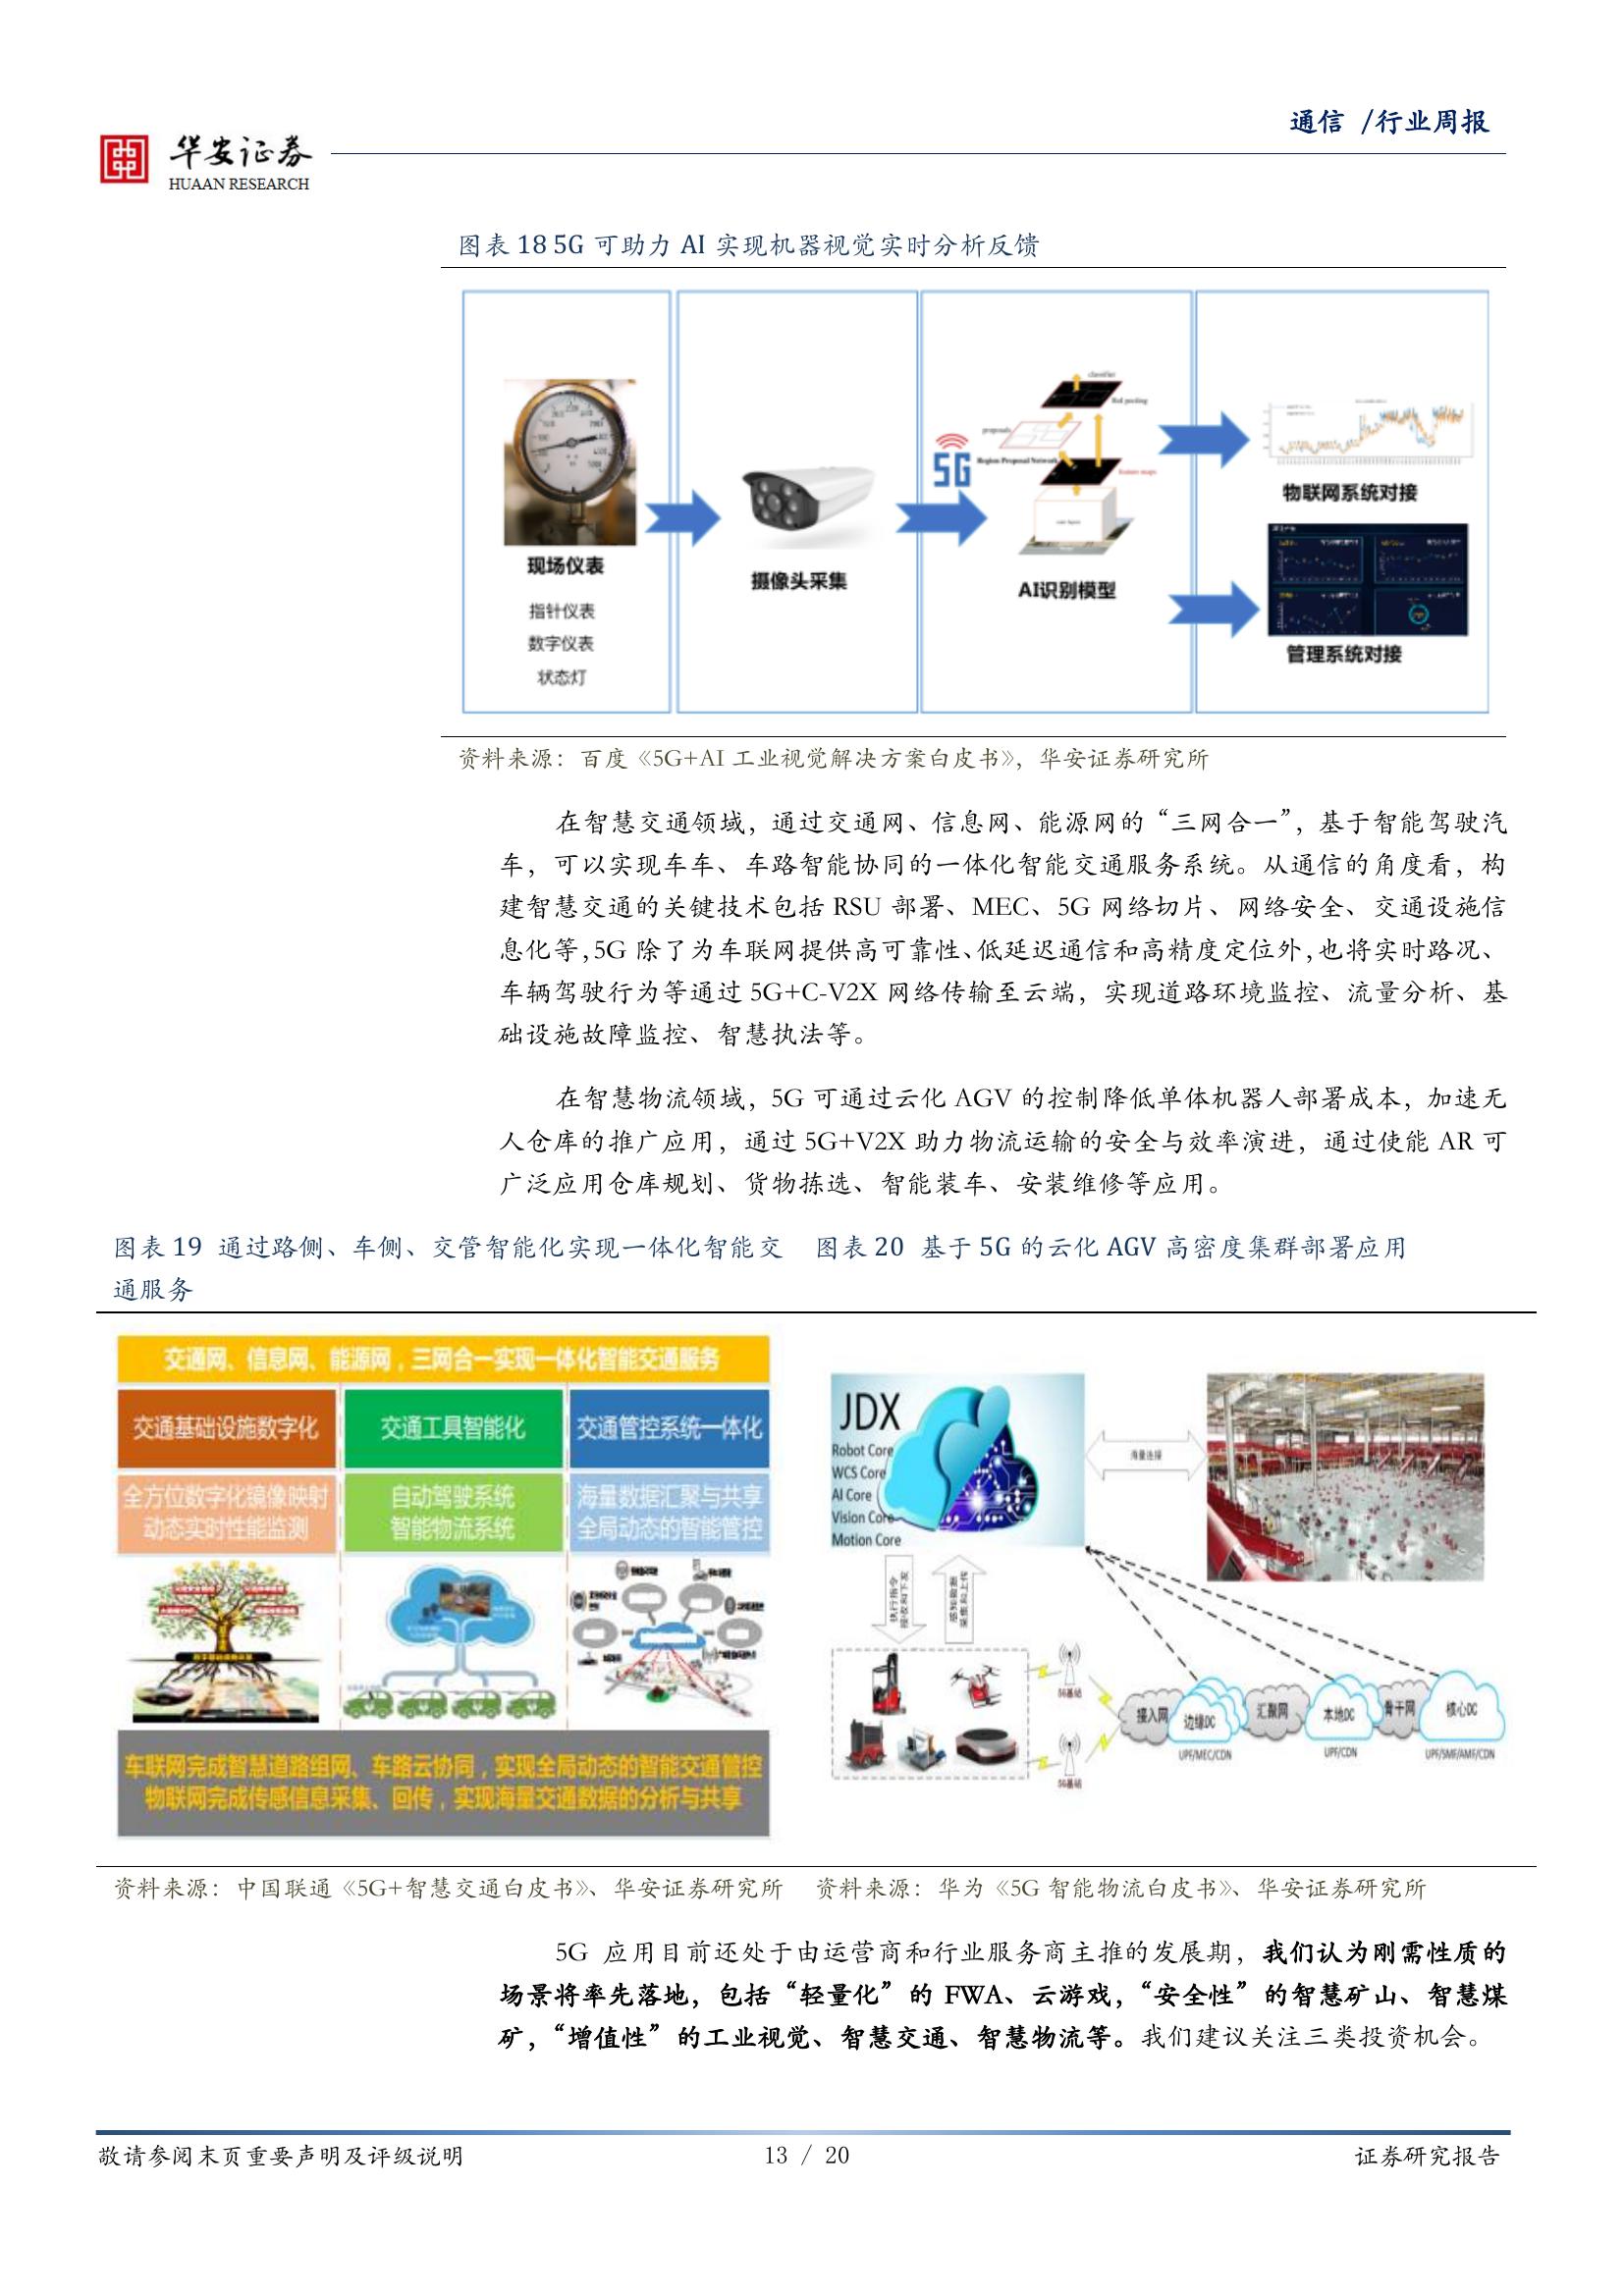 通信 /行业周报
华安证券
HUAAN RESEARCH
图表 18 5G 可助力 AI 实现机器视觉实时分析反馈
现场仪表
指针仪表
数字仪表
状态灯
摄像头采集
5G
classifier
RoI pooling
proposals
Region Proposal Network
feature maps
AI识别模型
物联网系统对接
管理系统对接
资料来源：百度《5G+AI 工业视觉解决方案白皮书》，华安证券研究所
在智慧交通领域，通过交通网、信息网、能源网的“三网合一”，基于智能驾驶汽
车，可以实现车车、车路智能协同的一体化智能交通服务系统。从通信的角度看，构
建智慧交通的关键技术包括 RSU 部署、MEC、5G 网络切片、网络安全、交通设施信
息化等，5G 除了为车联网提供高可靠性、低延迟通信和高精度定位外，也将实时路况、
车辆驾驶行为等通过 5G+C-V2X 网络传输至云端，实现道路环境监控、流量分析、基
础设施故障监控、智慧执法等。
在智慧物流领域，5G 可通过云化 AGV 的控制降低单体机器人部署成本，加速无
人仓库的推广应用，通过 5G+V2X 助力物流运输的安全与效率演进，通过使能 AR 可
广泛应用仓库规划、货物拣选、智能装车、安装维修等应用。
图表 19 通过路侧、车侧、交管智能化实现一体化智能交
通服务
交通网、信息网、能源网，三网合一实现一体化智能交通服务
交通基础设施数字化
交通工具智能化
交通管控系统一体化
全方位数字化镜像映射
动态实时性能监测
自动驾驶系统
智能物流系统
海量数据汇聚与共享
全局动态的智能管控
车联网完成智慧道路组网、车路云协同，实现全局动态的智能交通管控
物联网完成传感信息采集、回传，实现海量交通数据的分析与共享
资料来源：中国联通《5G+智慧交通白皮书》、华安证券研究所
图表 20 基于 5G 的云化 AGV 高密度集群部署应用
JDX
Robot Core
WCS Core
AI Core
Vision Core
Motion Core
海量连接
执行指令
接收和下发
感知数据
采集和上传
5G基站
5G基站
接入网
边缘DC
汇聚网
本地DC
骨干网
核心DC
UPF/MEC/CDN
UPF/CDN
UPF/SMF/AMF/CDN
资料来源：华为《5G 智能物流白皮书》、华安证券研究所
5G 应用目前还处于由运营商和行业服务商主推的发展期，我们认为刚需性质的
场景将率先落地，包括“轻量化”的 FWA、云游戏，“安全性”的智慧矿山、智慧煤
矿，“增值性”的工业视觉、智慧交通、智慧物流等。我们建议关注三类投资机会。
敬请参阅末页重要声明及评级说明
13 / 20
证券研究报告